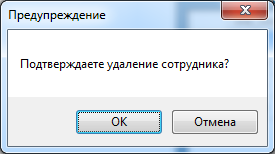 Предупреждение
Подтверждаете удаление сотрудника?
OK
Отмена